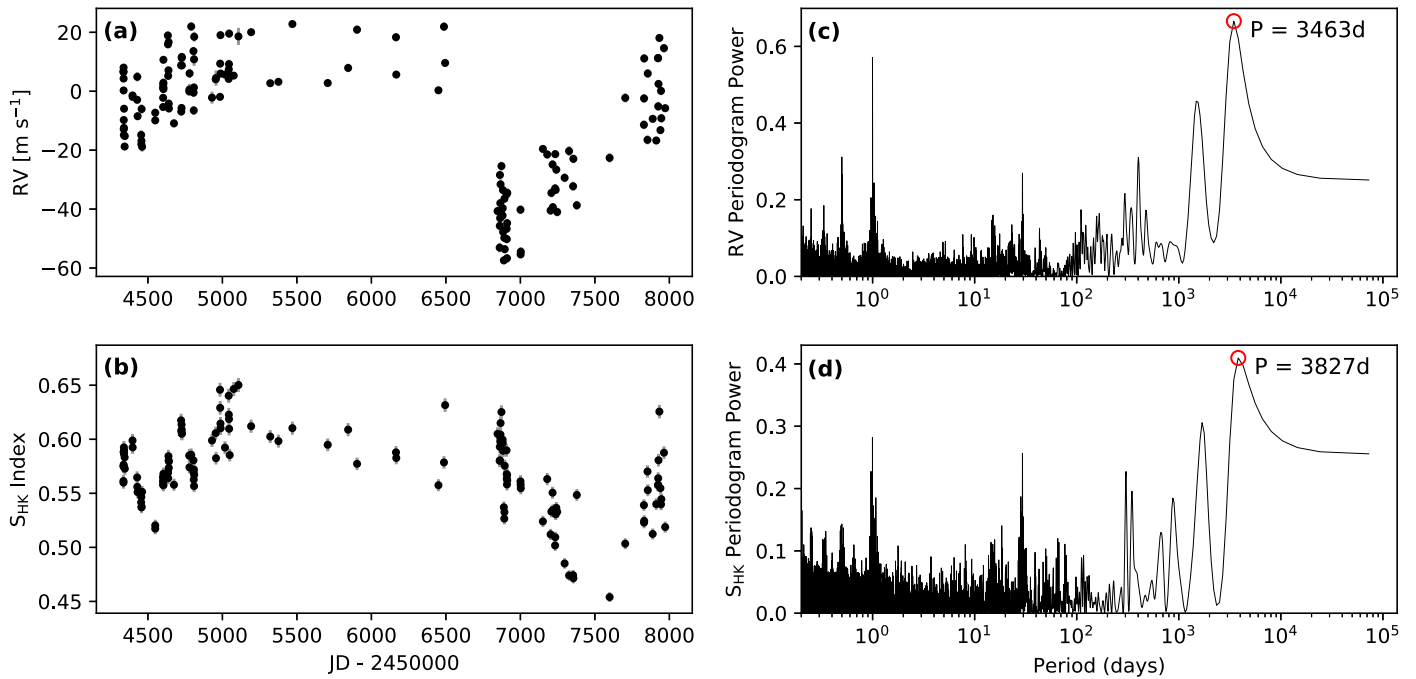 (a)
RV [m s⁻¹]
20
0
−20
−40
−60
4500 5000 5500 6000 6500 7000 7500 8000
(b)
S_HK Index
0.65
0.60
0.55
0.50
0.45
4500 5000 5500 6000 6500 7000 7500 8000
JD - 2450000
(c)
P = 3463d
RV Periodogram Power
0.6
0.4
0.2
0.0
10⁰ 10¹ 10² 10³ 10⁴ 10⁵
(d)
P = 3827d
S_HK Periodogram Power
0.4
0.3
0.2
0.1
0.0
10⁰ 10¹ 10² 10³ 10⁴ 10⁵
Period (days)